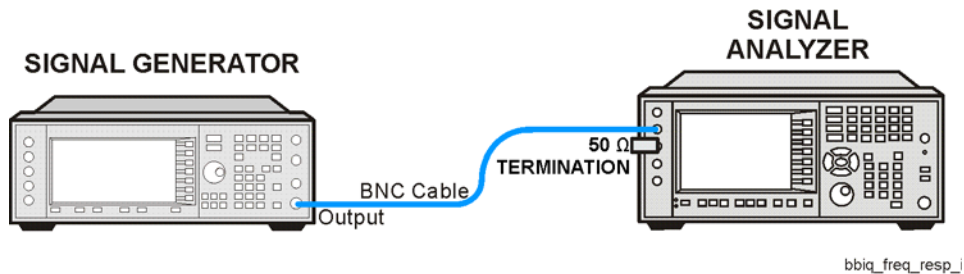 SIGNAL
ANALYZER
SIGNAL GENERATOR
50 Ω
TERMINATION
BNC Cable
Output
bbiq_freq_resp_i